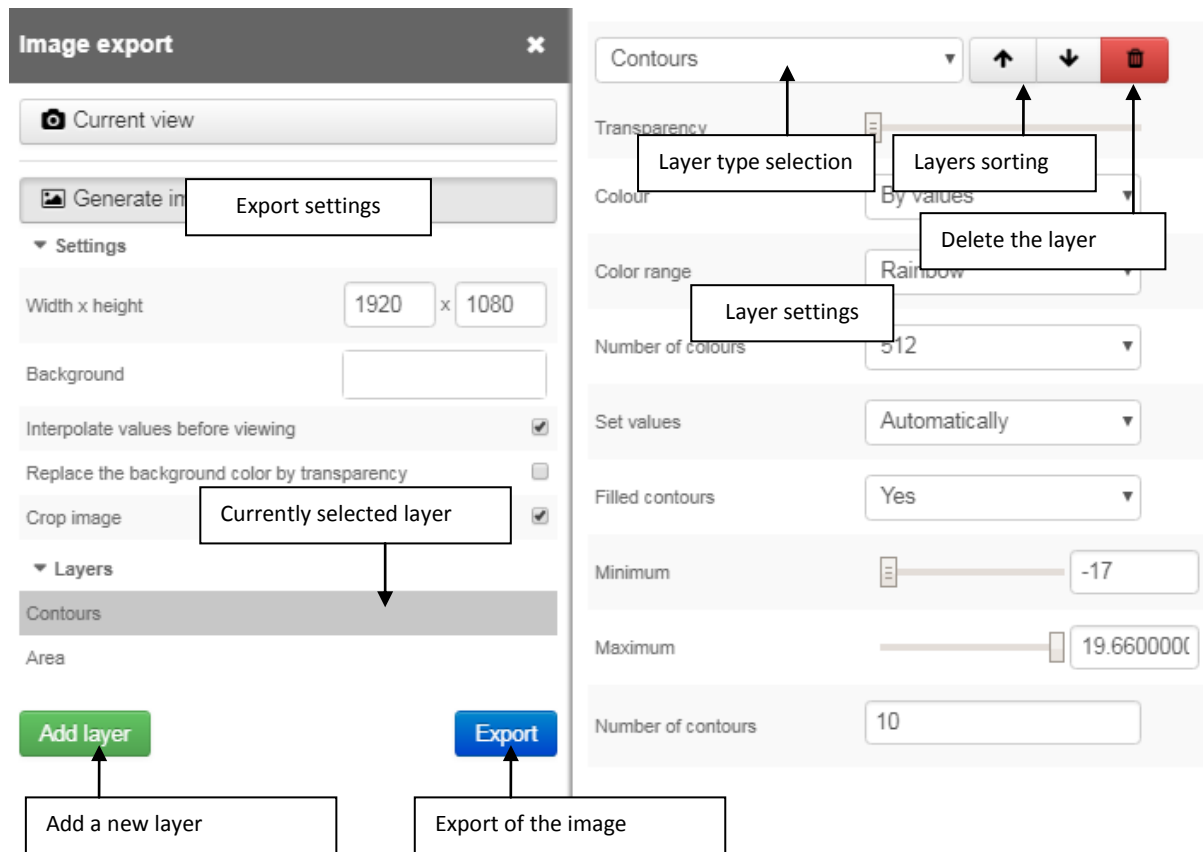 Image export
Current view
Generate im
Export settings
Settings
Width x height
1920 x 1080
Background
Interpolate values before viewing
Replace the background color by transparency
Crop image
Currently selected layer
Layers
Contours
Area
Add layer
Export
Add a new layer
Export of the image
Contours
Transparency
Layer type selection
Layers sorting
Colour
By values
Delete the layer
Color range
Rainbow
Layer settings
Number of colours
512
Set values
Automatically
Filled contours
Yes
Minimum
-17
Maximum
19.6600000
Number of contours
10